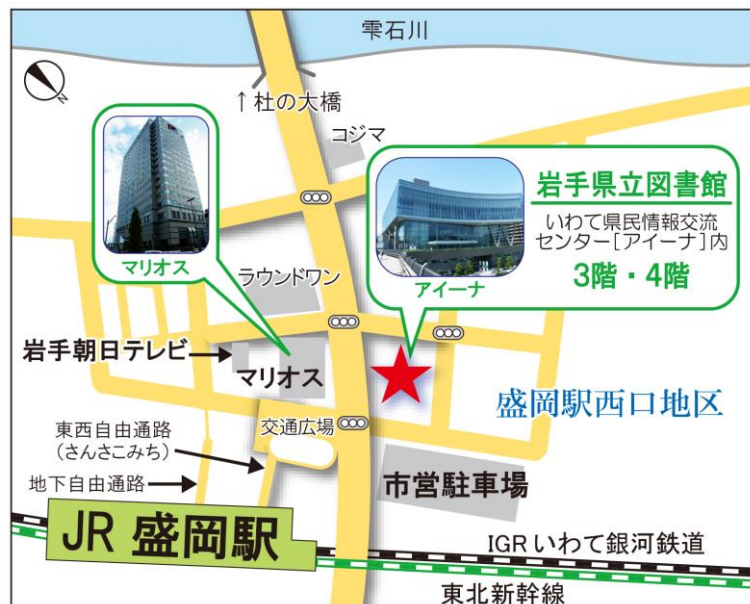 雫石川
N
↑杜の大橋
コジマ
マリオス
岩手県立図書館
いわて県民情報交流
センター[アイーナ]内
3階・4階
アイーナ
ラウンドワン
岩手朝日テレビ
マリオス
盛岡駅西口地区
交通広場
東西自由通路
(さんさこみち)
地下自由通路
市営駐車場
JR 盛岡駅
IGRいわて銀河鉄道
東北新幹線